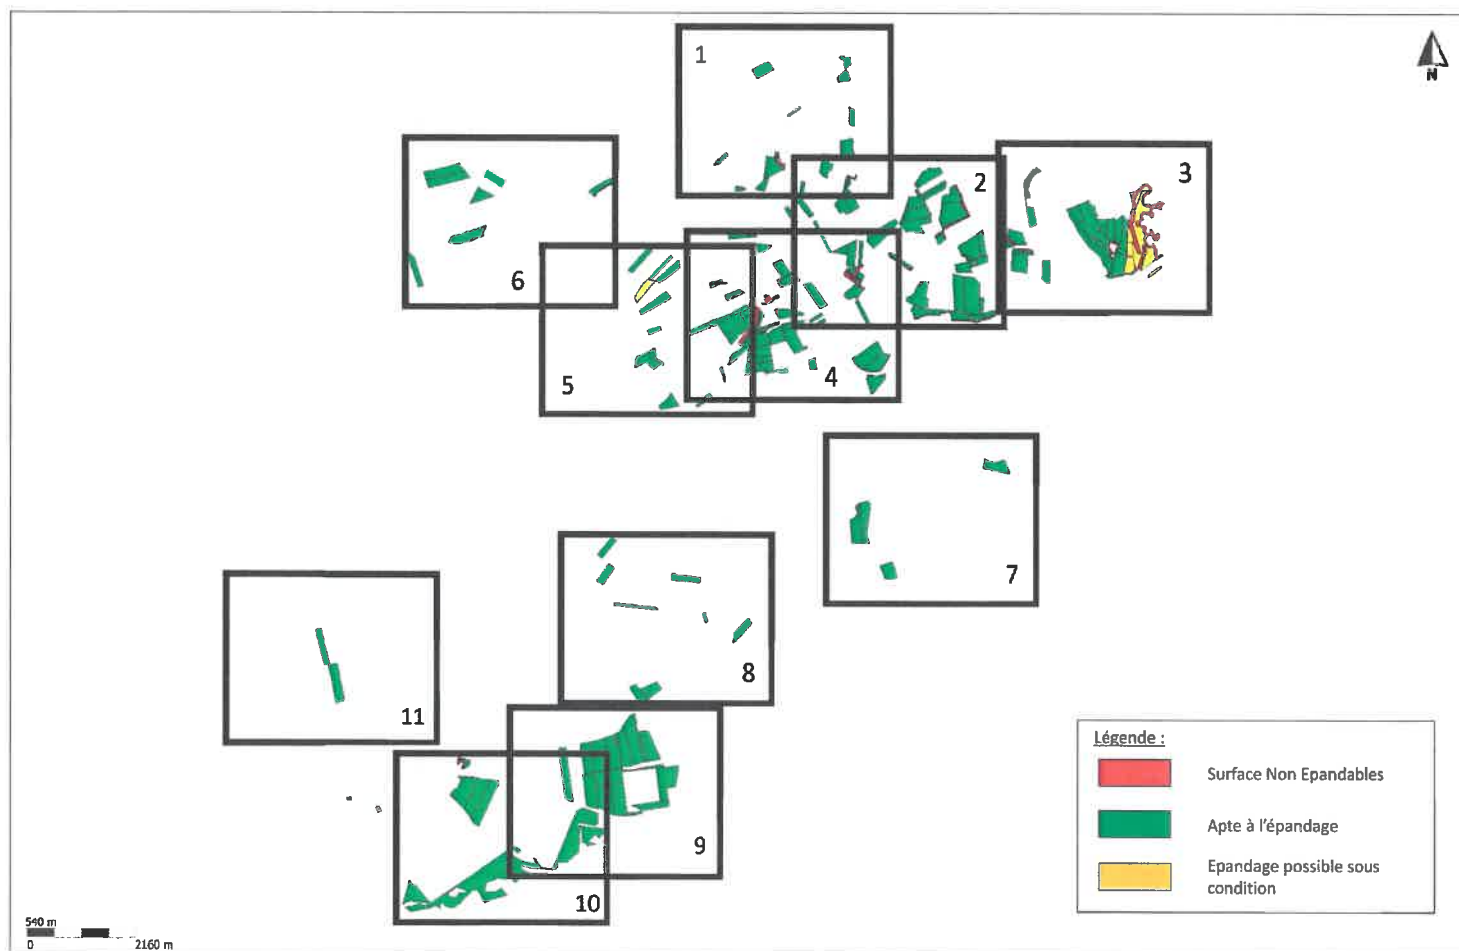 1
N
2
3
6
5
4
7
8
11
9
10
Légende :
Surface Non Epandables
Apte à l'épandage
Epandage possible sous
condition
540 m
0
2160 m